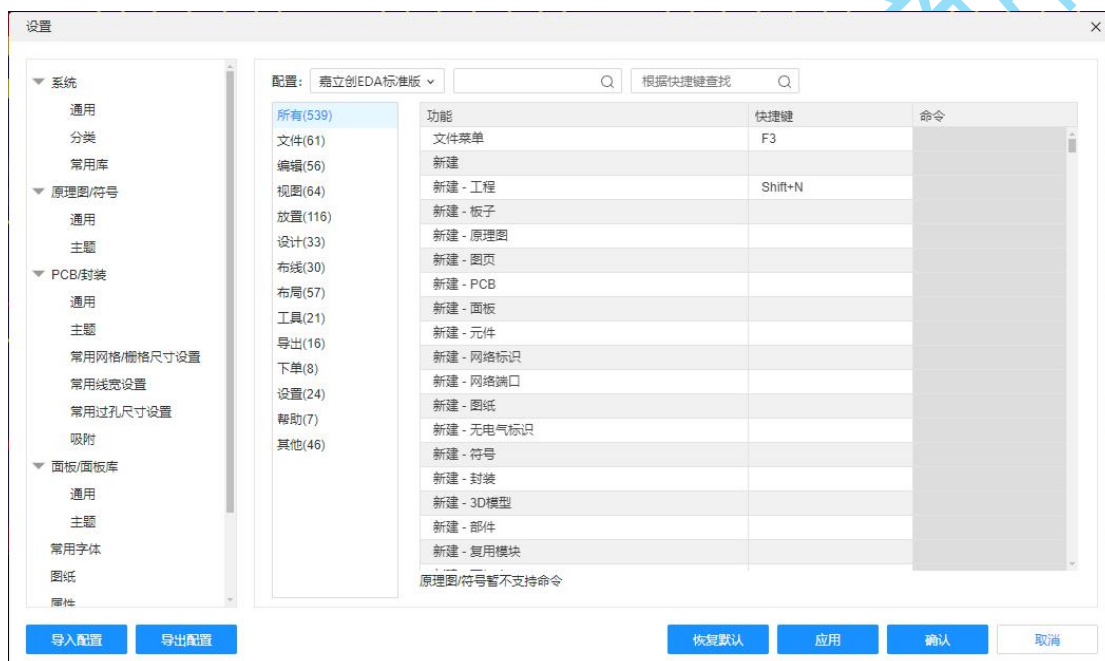 设置
系统
通用
分类
常用库
原理图/符号
通用
主题
PCB/封装
通用
主题
常用网格/栅格尺寸设置
常用线宽设置
常用过孔尺寸设置
吸附
面板/面板库
通用
主题
常用字体
图纸
属性
配置: 嘉立创EDA标准版 根据快捷键查找
所有(539)
文件(61)
编辑(56)
视图(64)
放置(116)
设计(33)
布线(30)
布局(57)
工具(21)
导出(16)
下单(8)
设置(24)
帮助(7)
其他(46)
功能 快捷键 命令
文件菜单 F3
新建
新建 - 工程 Shift+N
新建 - 板子
新建 - 原理图
新建 - 图页
新建 - PCB
新建 - 面板
新建 - 元件
新建 - 网络标识
新建 - 网络端口
新建 - 图纸
新建 - 无电气标识
新建 - 符号
新建 - 封装
新建 - 3D模型
新建 - 部件
新建 - 复用模块
原理图/符号暂不支持命令
导入配置 导出配置 恢复默认 应用 确认 取消